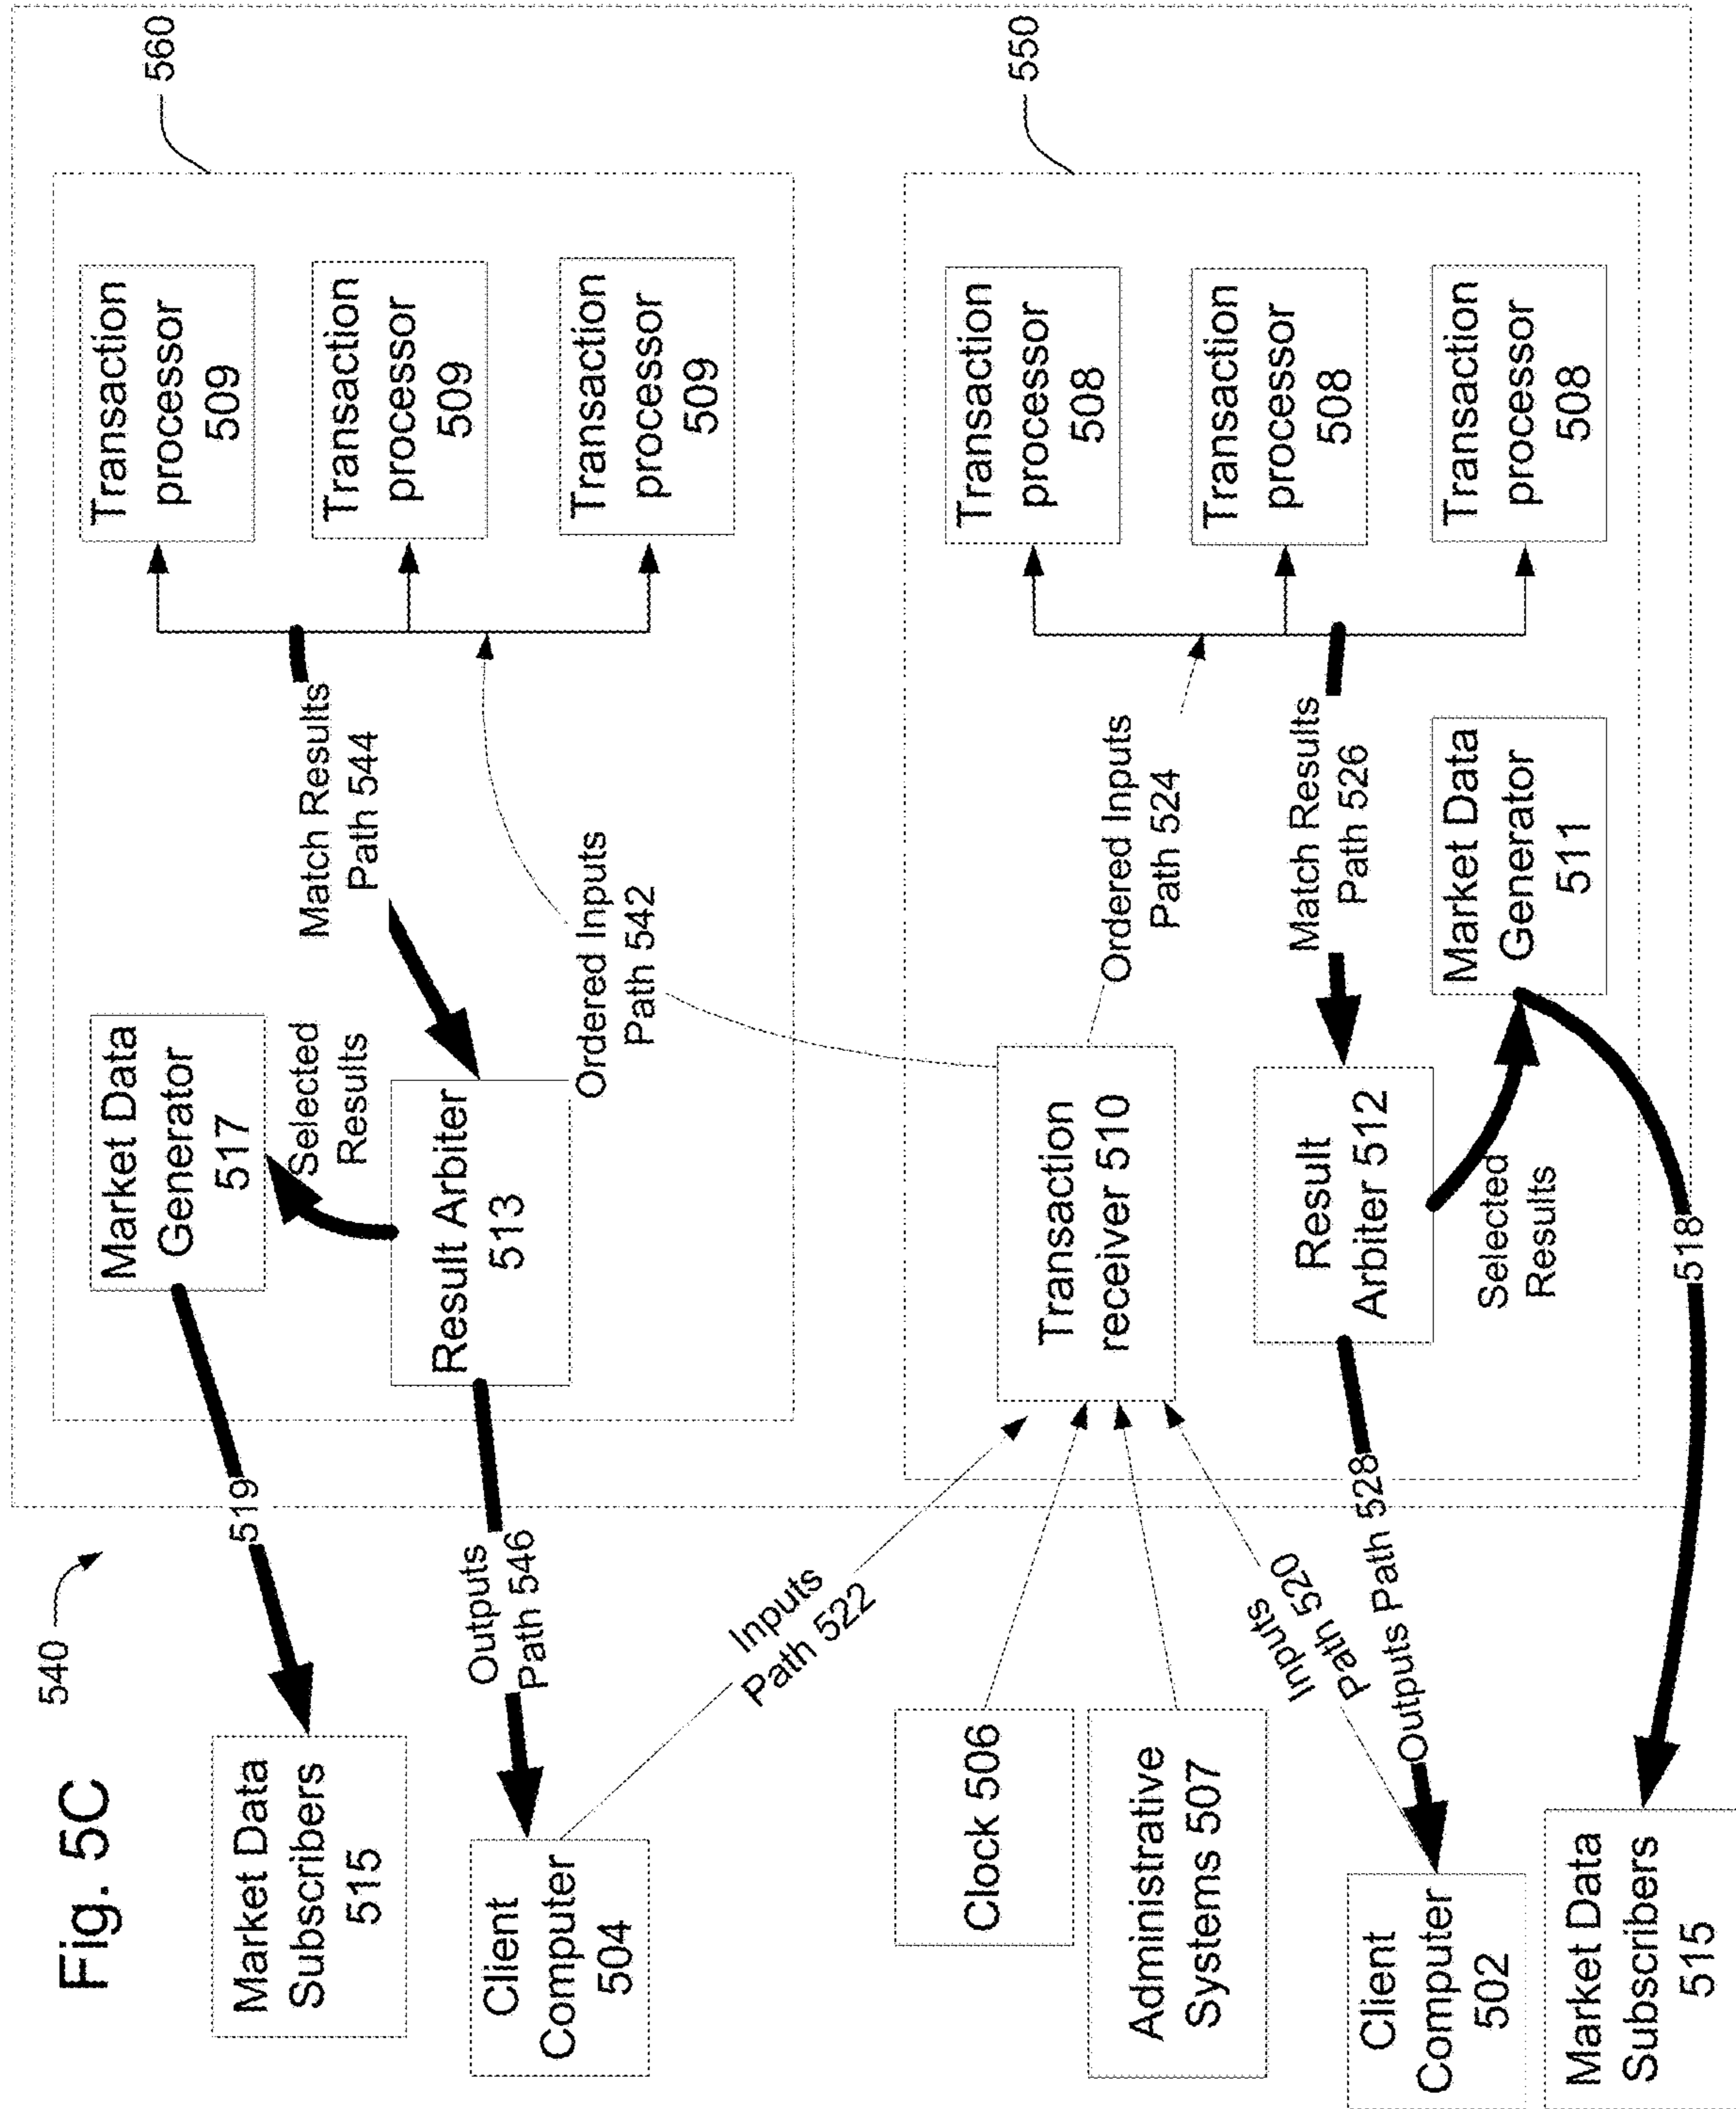 Fig. 5C
540
560
550
Market Data
Subscribers
515
519
Market Data
Generator
517
Selected
Results
Match Results
Path 544
Transaction
processor
509
Transaction
processor
509
Transaction
processor
509
Client
Computer
504
Outputs
Path 546
Result Arbiter
513
Ordered Inputs
Path 542
Inputs
Path 522
Clock 506
Administrative
Systems 507
Transaction
receiver 510
Ordered Inputs
Path 524
Transaction
processor
508
Transaction
processor
508
Transaction
processor
508
Inputs
Path 520
Outputs Path 528
Client
Computer
502
Result
Arbiter 512
Match Results
Path 526
Selected
Results
Market Data
Generator
511
518
Market Data
Subscribers
515